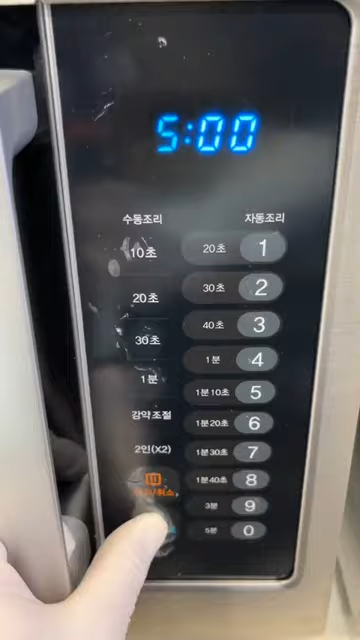 5:00
수동조리 자동조리
10초 20초 1
20초 30초 2
30초 40초 3
1분 1분 4
강약조절 1분10초 5
1분20초 6
2인(X2) 1분30초 7
1분40초 8
3분 9
5분 0